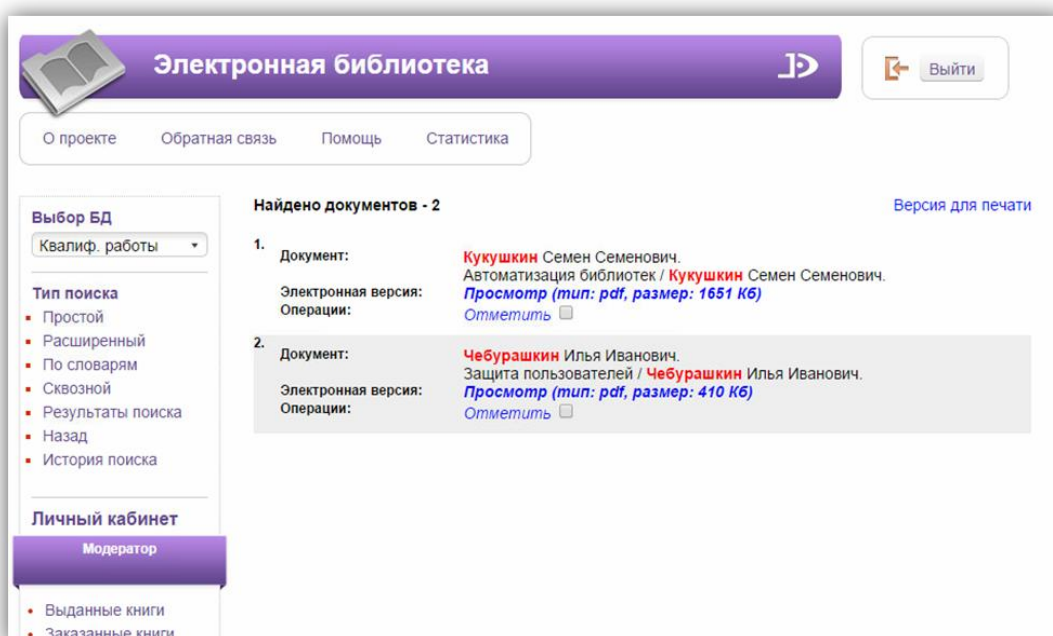 Электронная библиотека
Выйти
О проекте Обратная связь Помощь Статистика
Выбор БД
Квалиф. работы
Тип поиска
Простой
Расширенный
По словарям
Сквозной
Результаты поиска
Назад
История поиска
Личный кабинет
Модератор
Выданные книги
Заказанные книги
Найдено документов - 2 Версия для печати
1.
Документ: Кукушкин Семен Семенович.
Автоматизация библиотек / Кукушкин Семен Семенович.
Электронная версия: Просмотр (тип: pdf, размер: 1651 Кб)
Операции: Отметить
2.
Документ: Чебурашкин Илья Иванович.
Защита пользователей / Чебурашкин Илья Иванович.
Электронная версия: Просмотр (тип: pdf, размер: 410 Кб)
Операции: Отметить